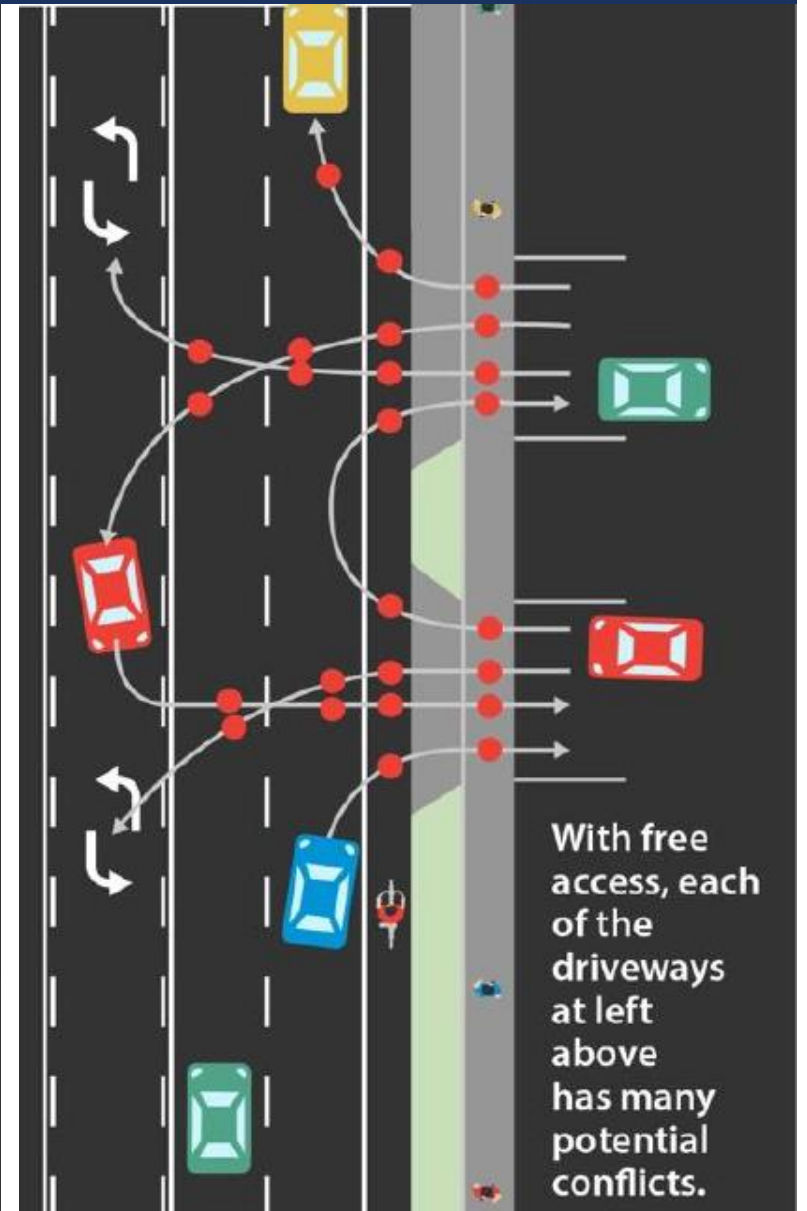 With free
access, each
of the
driveways
at left
above
has many
potential
conflicts.